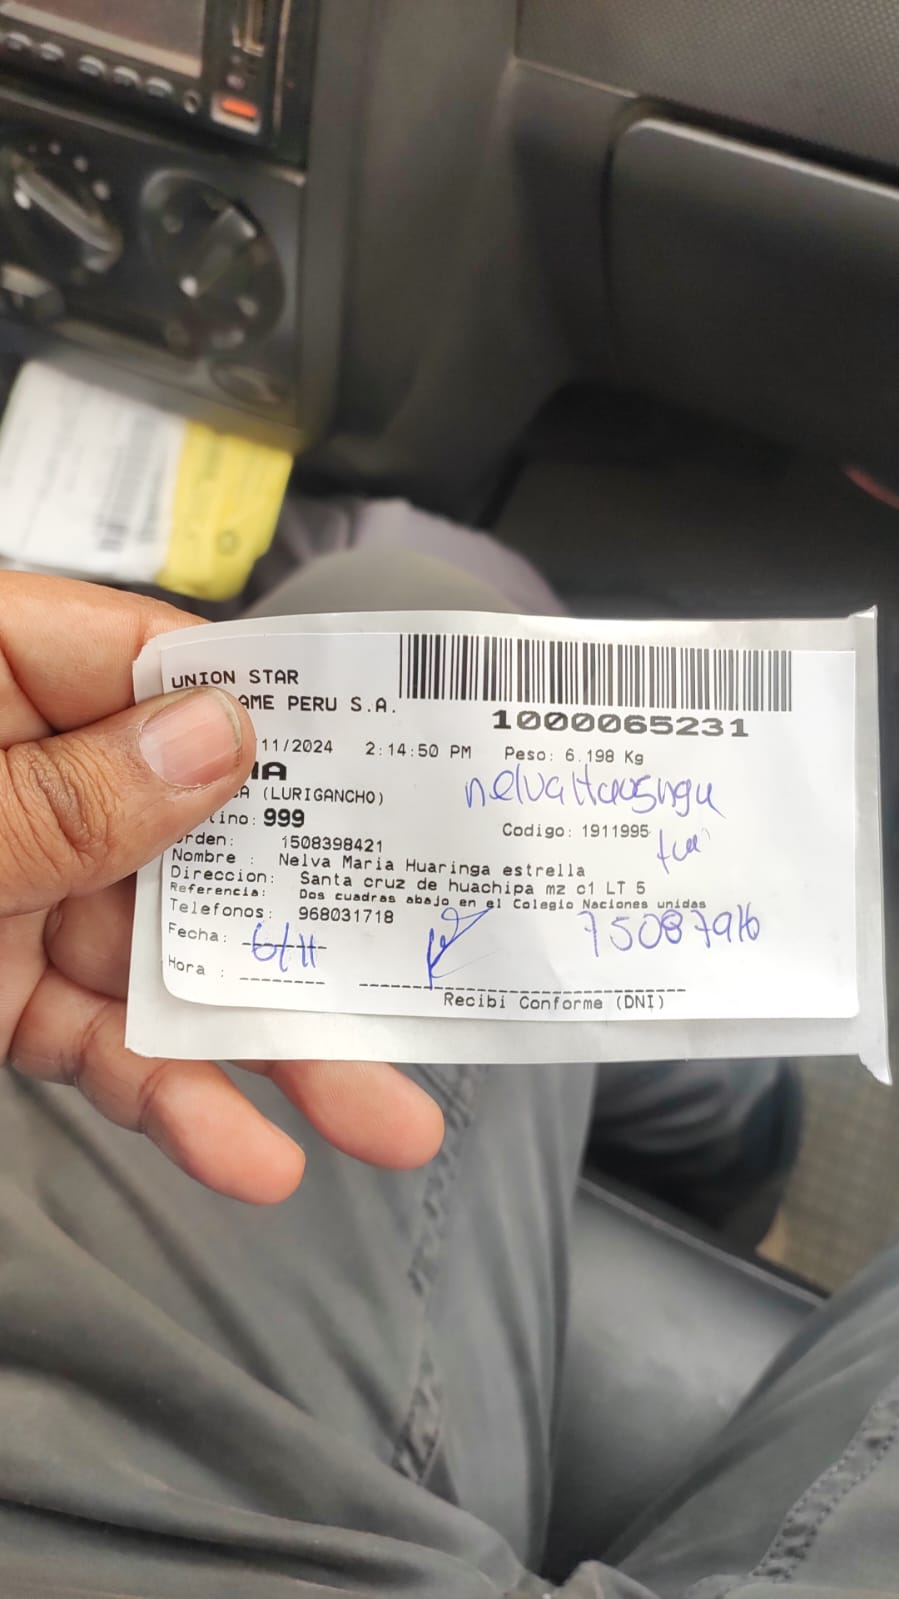 UNION STAR
AME PERU S.A.
1000065231
11/2024 2:14:50 PM Peso: 6.198 Kg
(LURIGANCHO)
999
Codigo: 1911995
Orden: 1508398421
Nombre : Nelva Maria Huaringa estrella
Direccion: Santa cruz de huachipa mz c1 LT 5
Referencia: Dos cuadras abajo en el Colegio Naciones unidas
Telefonos: 968031718
75087916
Fecha: 6/11
Hora :
Recibi Conforme (DNI)